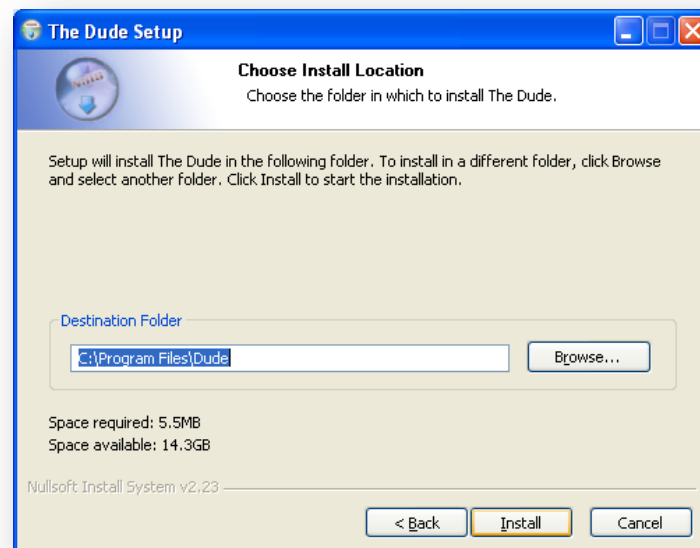 The Dude Setup
Choose Install Location
Choose the folder in which to install The Dude.
Setup will install The Dude in the following folder. To install in a different folder, click Browse
and select another folder. Click Install to start the installation.
Destination Folder
C:\Program Files\Dude
Browse...
Space required: 5.5MB
Space available: 14.3GB
Nullsoft Install System v2.23
< Back
Install
Cancel